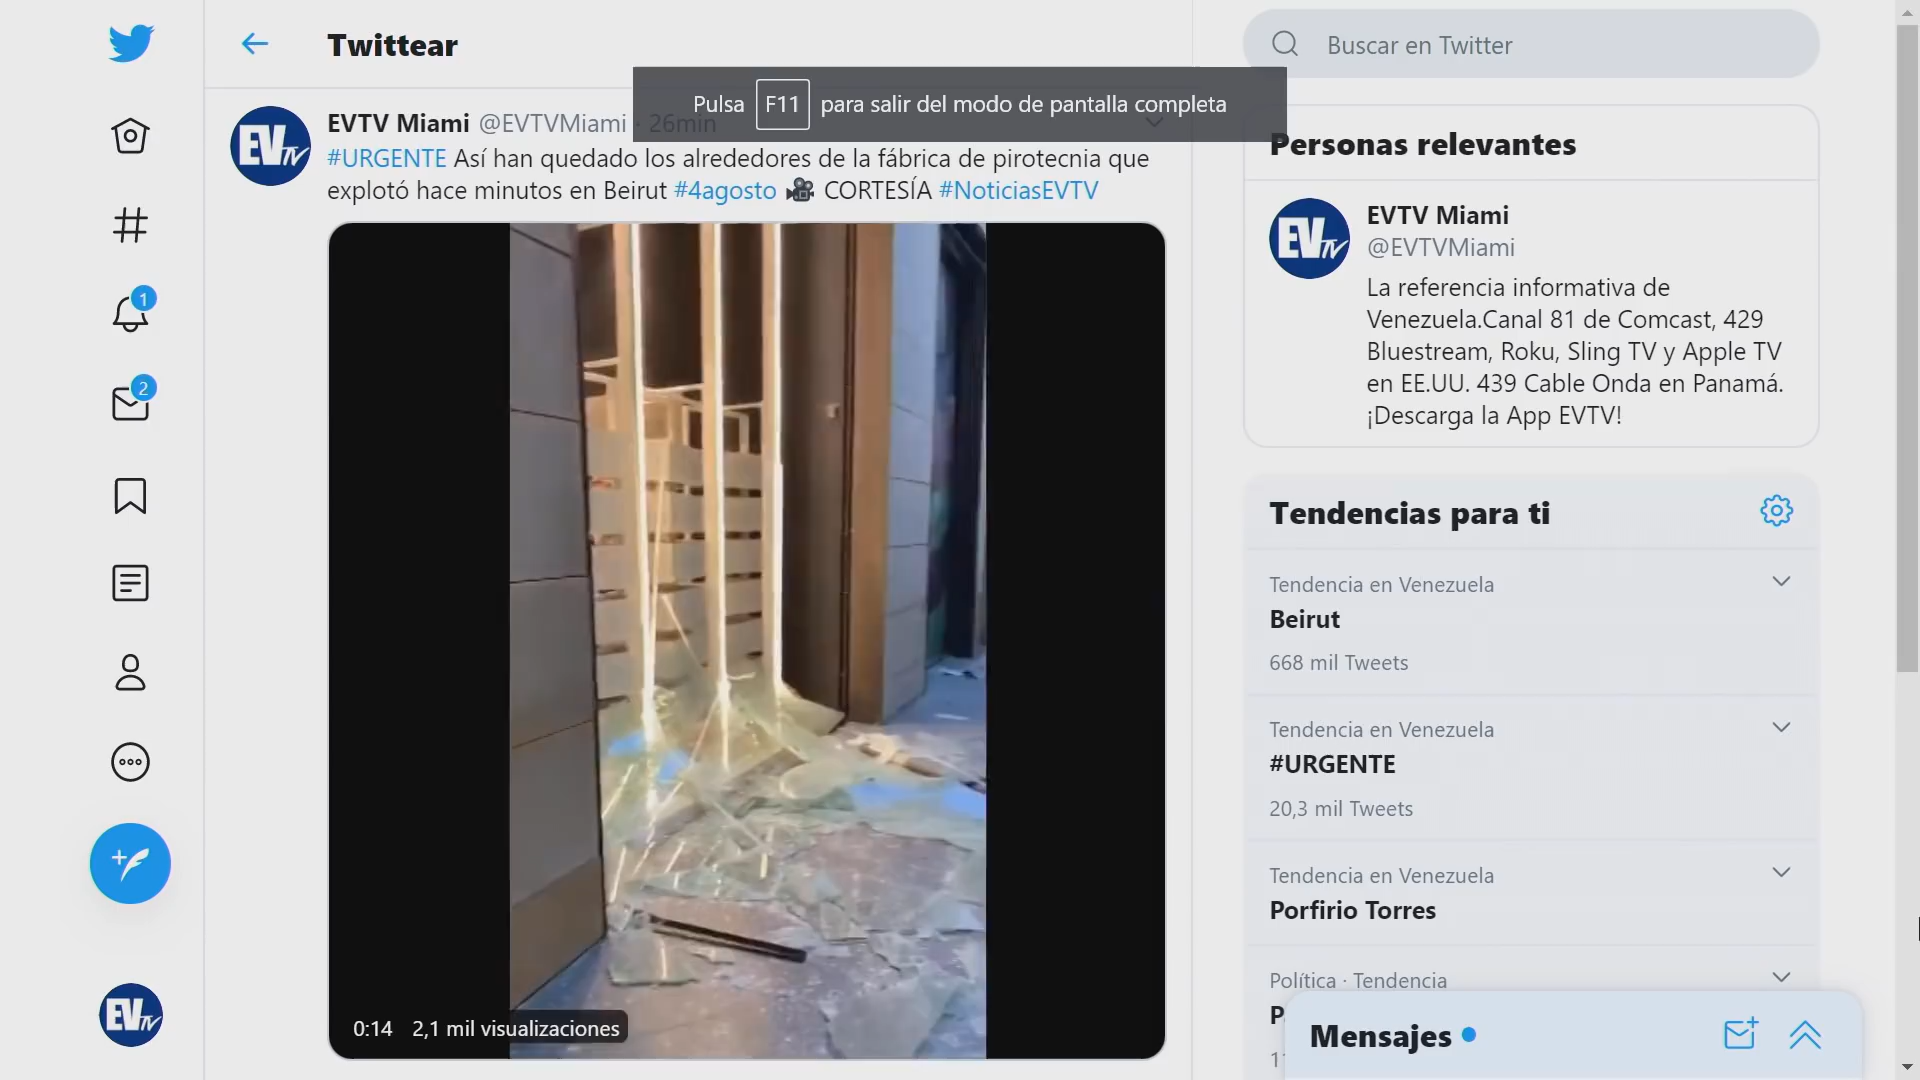 Twittear
Buscar en Twitter
Pulsa F11 para salir del modo de pantalla completa
EVTV Miami @EVTVMiami · 26min
#URGENTE Así han quedado los alrededores de la fábrica de pirotecnia que
explotó hace minutos en Beirut #4agosto 🎥 CORTESÍA #NoticiasEVTV
EVTV
0:14 2,1 mil visualizaciones
1
2
EVTV
Personas relevantes
EVTV
EVTV Miami
@EVTVMiami
La referencia informativa de
Venezuela.Canal 81 de Comcast, 429
Bluestream, Roku, Sling TV y Apple TV
en EE.UU. 439 Cable Onda en Panamá.
¡Descarga la App EVTV!
Tendencias para ti
Tendencia en Venezuela
Beirut
668 mil Tweets
Tendencia en Venezuela
#URGENTE
20,3 mil Tweets
Tendencia en Venezuela
Porfirio Torres
Política · Tendencia
Mensajes